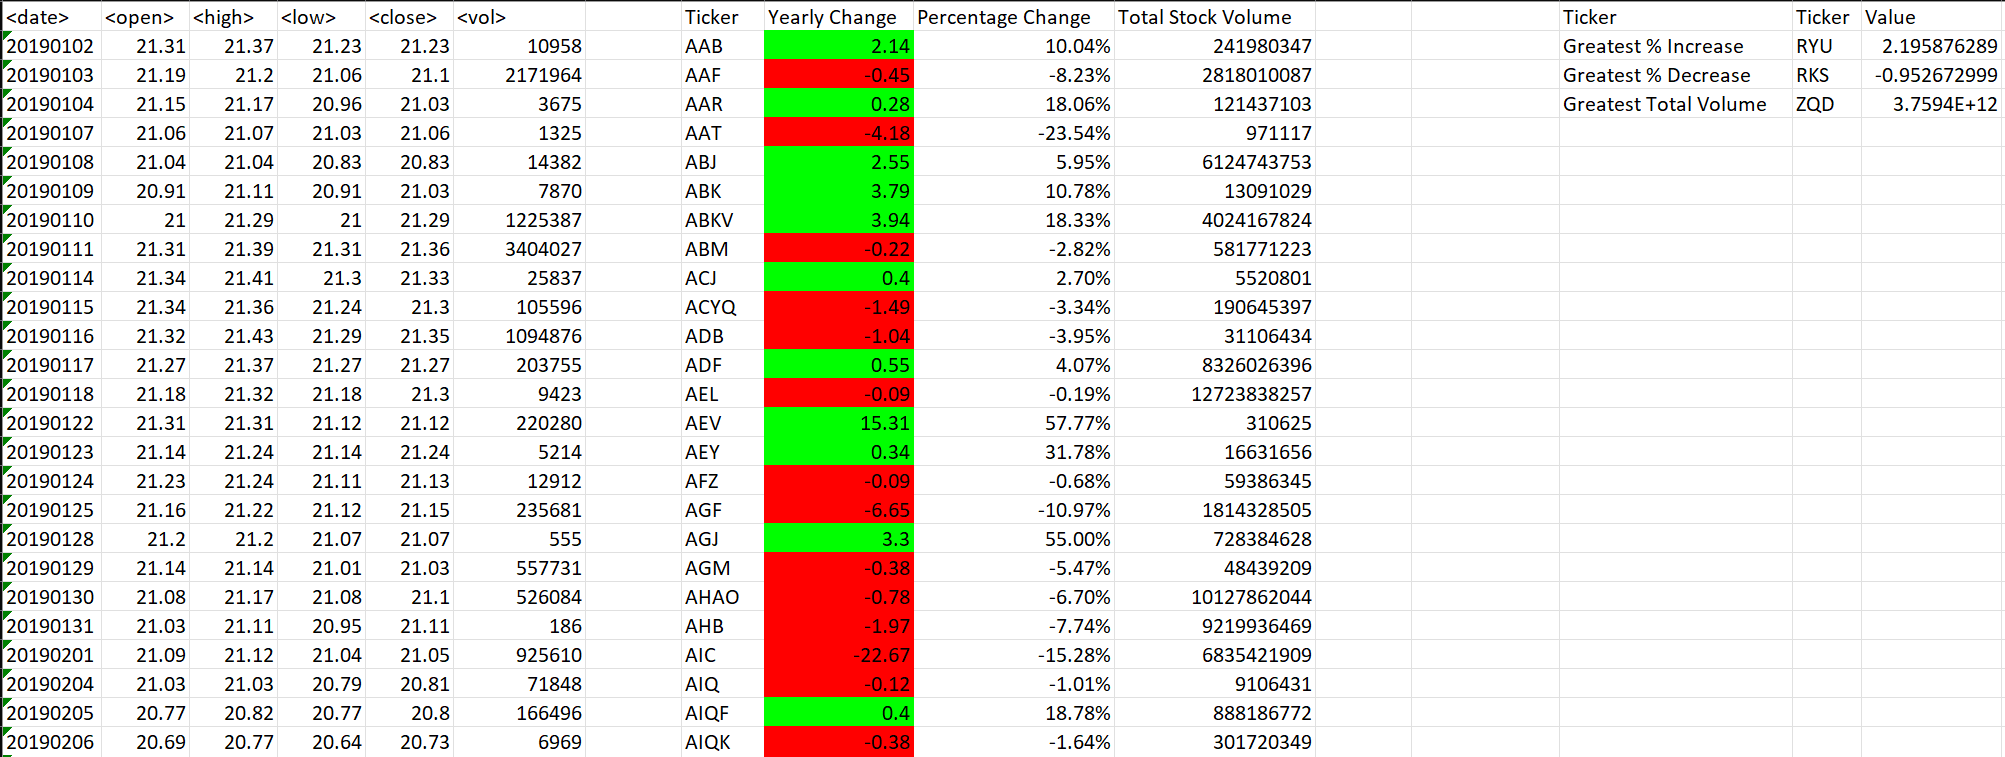 <date> <open> <high> <low> <close> <vol> Ticker Yearly Change Percentage Change Total Stock Volume Ticker Ticker Value
20190102 21.31 21.37 21.23 21.23 10958 AAB 2.14 10.04% 241980347 Greatest % Increase RYU 2.195876289
20190103 21.19 21.2 21.06 21.1 2171964 AAF -0.45 -8.23% 2818010087 Greatest % Decrease RKS -0.952672999
20190104 21.15 21.17 20.96 21.03 3675 AAR 0.28 18.06% 121437103 Greatest Total Volume ZQD 3.7594E+12
20190107 21.06 21.07 21.03 21.06 1325 AAT -4.18 -23.54% 971117
20190108 21.04 21.04 20.83 20.83 14382 ABJ 2.55 5.95% 6124743753
20190109 20.91 21.11 20.91 21.03 7870 ABK 3.79 10.78% 13091029
20190110 21 21.29 21 21.29 1225387 ABKV 3.94 18.33% 4024167824
20190111 21.31 21.39 21.31 21.36 3404027 ABM -0.22 -2.82% 581771223
20190114 21.34 21.41 21.3 21.33 25837 ACJ 0.4 2.70% 5520801
20190115 21.34 21.36 21.24 21.3 105596 ACYQ -1.49 -3.34% 190645397
20190116 21.32 21.43 21.29 21.35 1094876 ADB -1.04 -3.95% 31106434
20190117 21.27 21.37 21.27 21.27 203755 ADF 0.55 4.07% 8326026396
20190118 21.18 21.32 21.18 21.3 9423 AEL -0.09 -0.19% 12723838257
20190122 21.31 21.31 21.12 21.12 220280 AEV 15.31 57.77% 310625
20190123 21.14 21.24 21.14 21.24 5214 AEY 0.34 31.78% 16631656
20190124 21.23 21.24 21.11 21.13 12912 AFZ -0.09 -0.68% 59386345
20190125 21.16 21.22 21.12 21.15 235681 AGF -6.65 -10.97% 1814328505
20190128 21.2 21.2 21.07 21.07 555 AGJ 3.3 55.00% 728384628
20190129 21.14 21.14 21.01 21.03 557731 AGM -0.38 -5.47% 48439209
20190130 21.08 21.17 21.08 21.1 526084 AHAO -0.78 -6.70% 10127862044
20190131 21.03 21.11 20.95 21.11 186 AHB -1.97 -7.74% 9219936469
20190201 21.09 21.12 21.04 21.05 925610 AIC -22.67 -15.28% 6835421909
20190204 21.03 21.03 20.79 20.81 71848 AIQ -0.12 -1.01% 9106431
20190205 20.77 20.82 20.77 20.8 166496 AIQF 0.4 18.78% 888186772
20190206 20.69 20.77 20.64 20.73 6969 AIQK -0.38 -1.64% 301720349